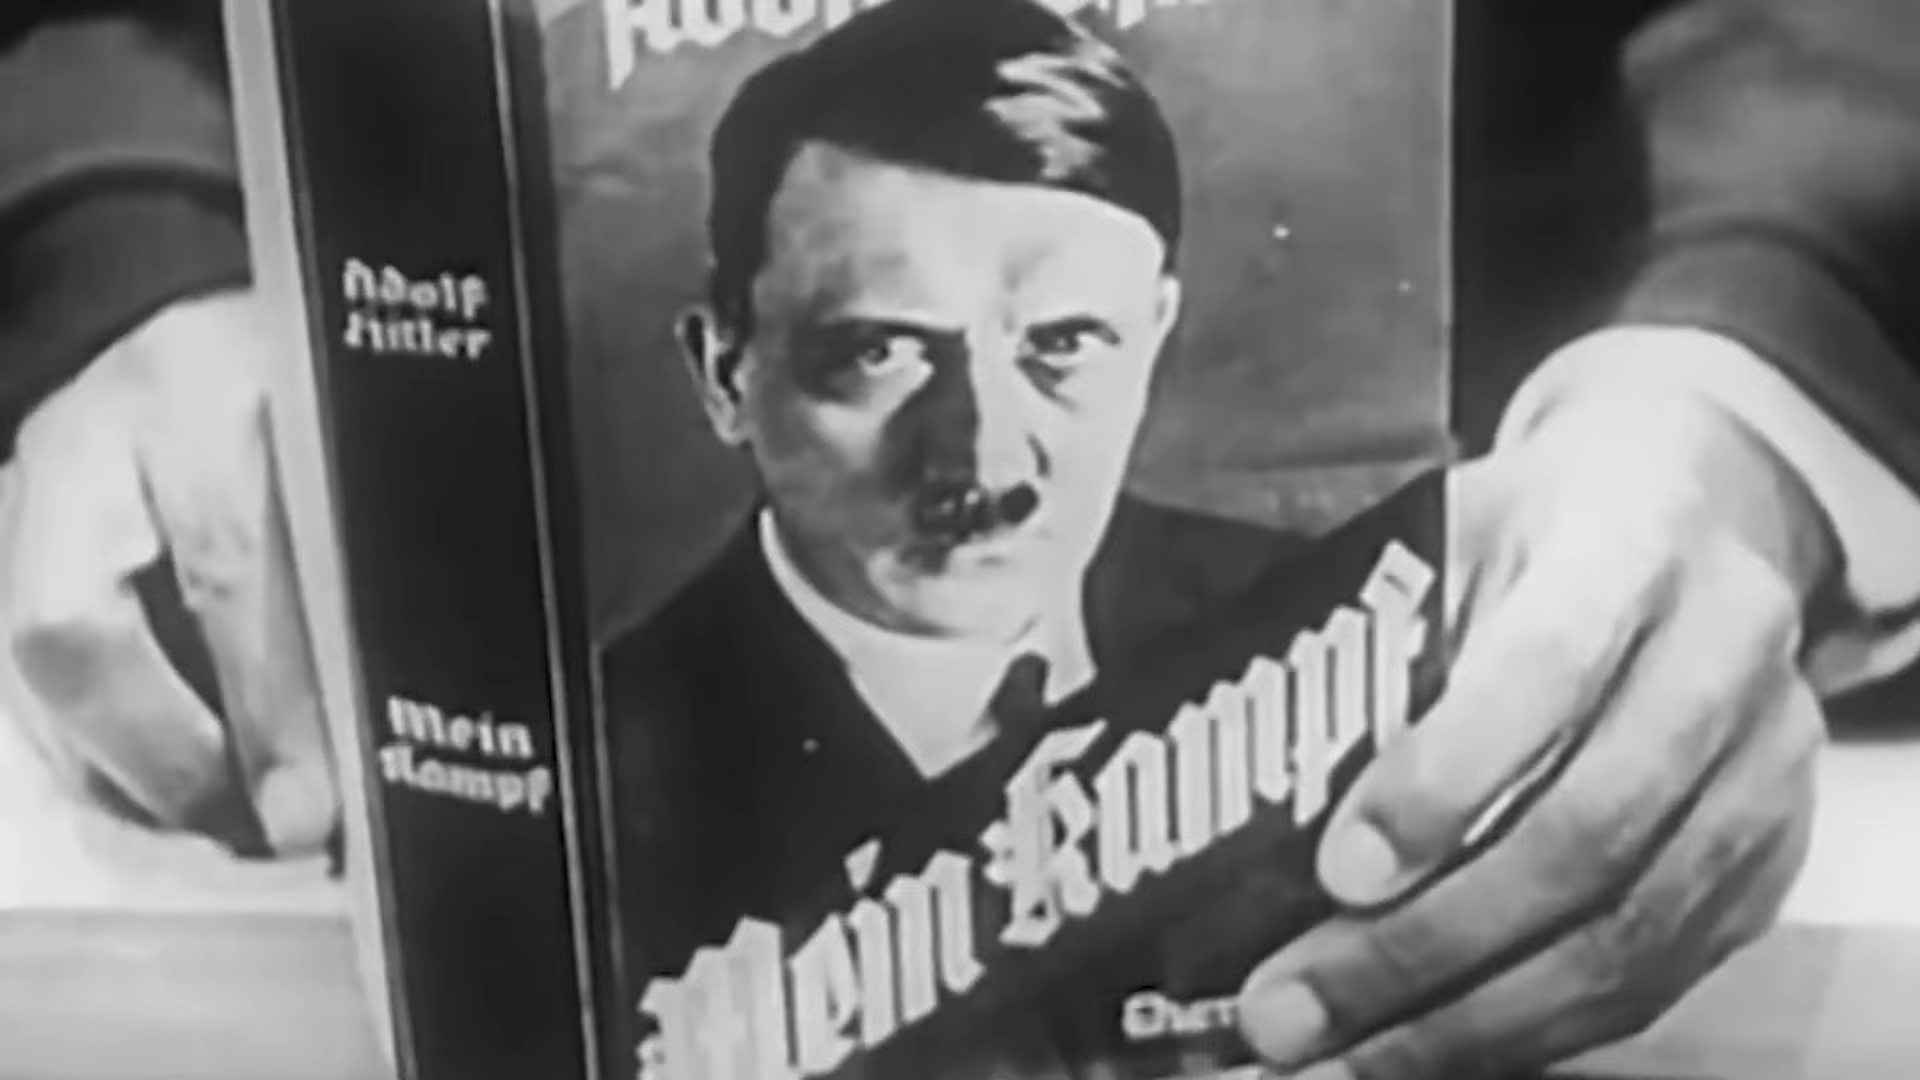 Adolf
Hitler
Mein
Kampf
Mein Kampf